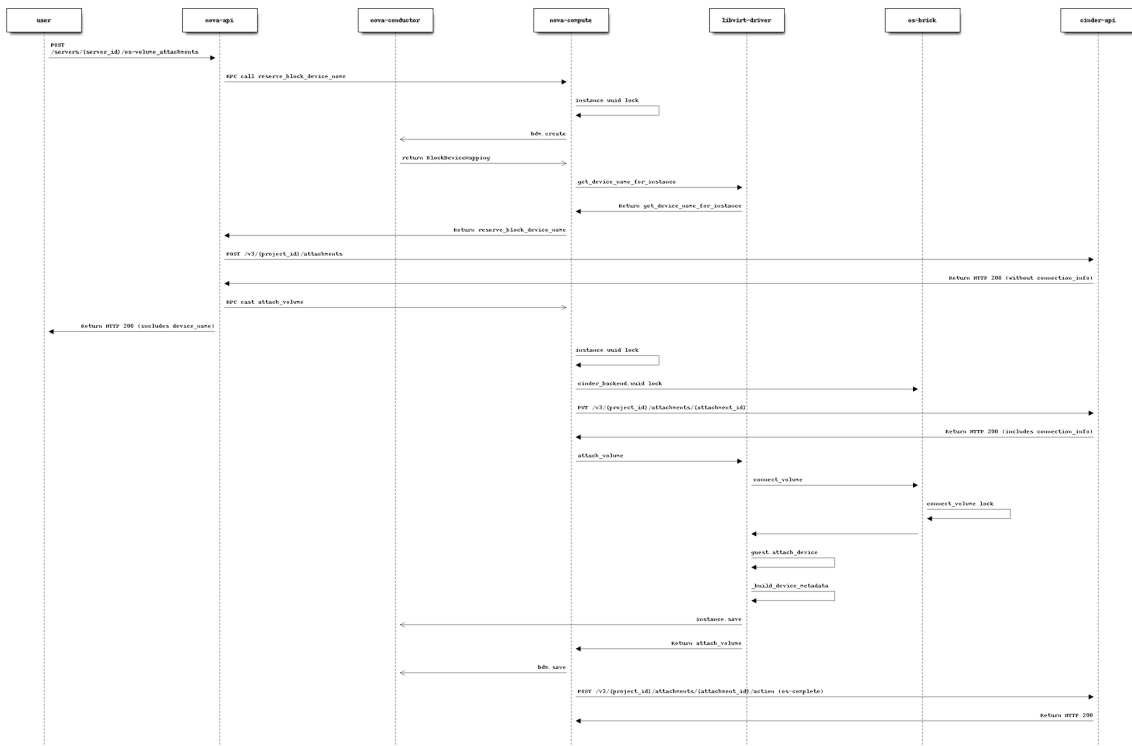 user
nova-api
nova-conductor
nova-compute
libvirt-driver
os-brick
cinder-api
POST
/servers/{server_id}/os-volume_attachments
RPC call reserve_block_device_name
instance.uuid lock
bdm.create
return BlockDeviceMapping
get_device_name_for_instance
Return get_device_name_for_instance
Return reserve_block_device_name
POST /v3/{project_id}/attachments
Return HTTP 200 (without connection_info)
RPC cast attach_volume
Return HTTP 200 (includes device_name)
instance.uuid lock
cinder_backend.uuid lock
PUT /v3/{project_id}/attachments/{attachment_id}
Return HTTP 200 (includes connection_info)
attach_volume
connect_volume
connect_volume lock
guest.attach_device
_build_device_metadata
instance.save
Return attach_volume
bdm.save
POST /v3/{project_id}/attachments/{attachment_id}/action (os-complete)
Return HTTP 200